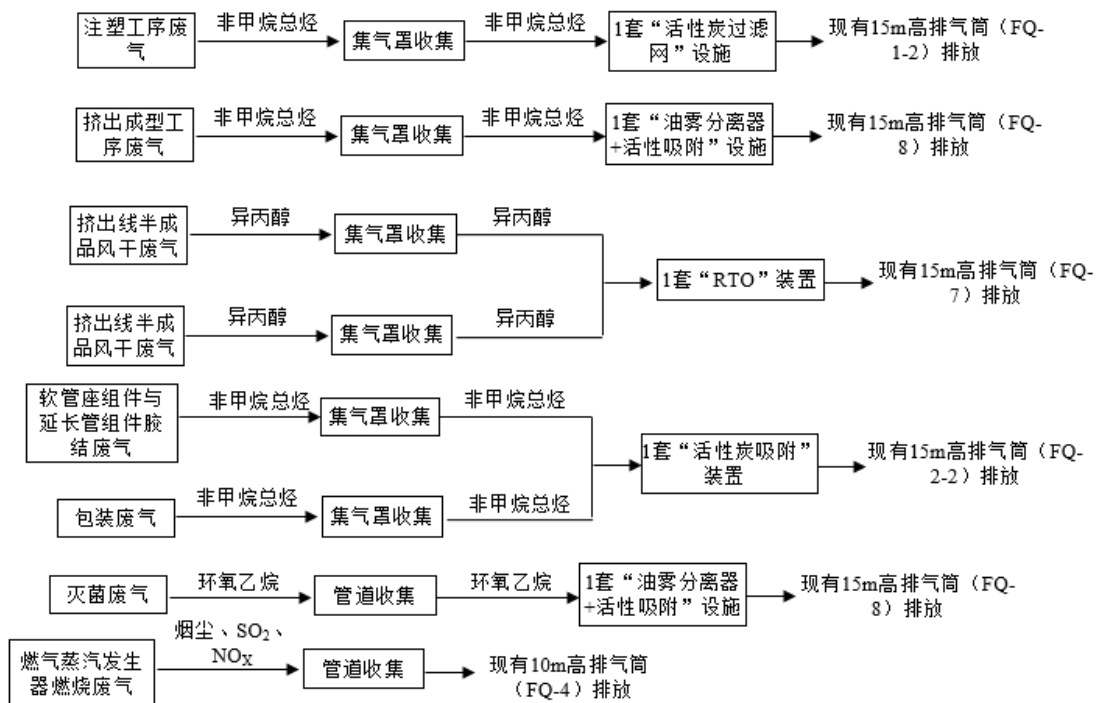 注塑工序废
气
非甲烷总烃
集气罩收集
非甲烷总烃
1套“活性炭过滤
网”设施
现有15m高排气筒（FQ-
1-2）排放
挤出成型工
序废气
非甲烷总烃
集气罩收集
非甲烷总烃
1套“油雾分离器
+活性吸附”设施
现有15m高排气筒（FQ-
8）排放
挤出线半成
品风干废气
异丙醇
集气罩收集
异丙醇
1套“RTO”装置
现有15m高排气筒（FQ-
7）排放
挤出线半成
品风干废气
异丙醇
集气罩收集
异丙醇
软管座组件与
延长管组件胶
结废气
非甲烷总烃
集气罩收集
非甲烷总烃
1套“活性炭吸附”
装置
现有15m高排气筒（FQ-
2-2）排放
包装废气
非甲烷总烃
集气罩收集
非甲烷总烃
灭菌废气
环氧乙烷
管道收集
环氧乙烷
1套“油雾分离器
+活性吸附”设施
现有15m高排气筒（FQ-
8）排放
燃气蒸汽发生
器燃烧废气
烟尘、SO₂、
NOX
管道收集
现有10m高排气筒
（FQ-4）排放